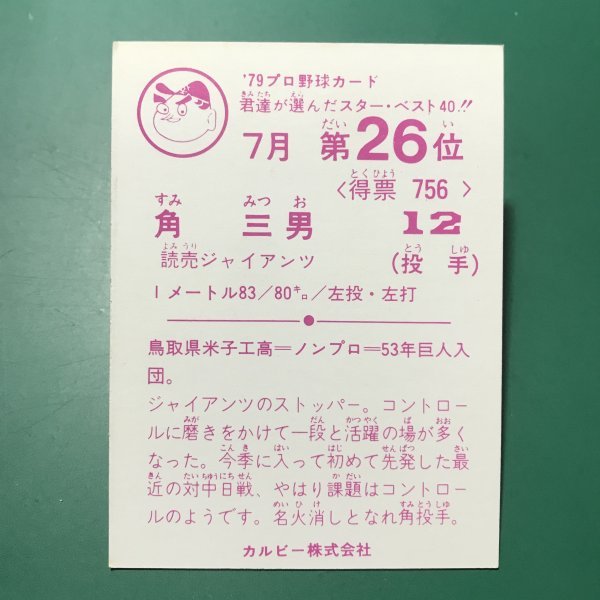 '79プロ野球カード
君達が選んだスター・ベスト40.!!
7月 第26位
<得票 756>
角 三男 12
読売ジャイアンツ (投手)
1メートル83/80㌔/左投・左打
鳥取県米子工高=ノンプロ=53年巨人入
団。
ジャイアンツのストッパー。コントロー
ルに磨きをかけて一段と活躍の場が多く
なった。今季に入って初めて先発した最
近の対中日戦、やはり課題はコントロー
ルのようです。名火消しとなれ角投手。
カルビー株式会社